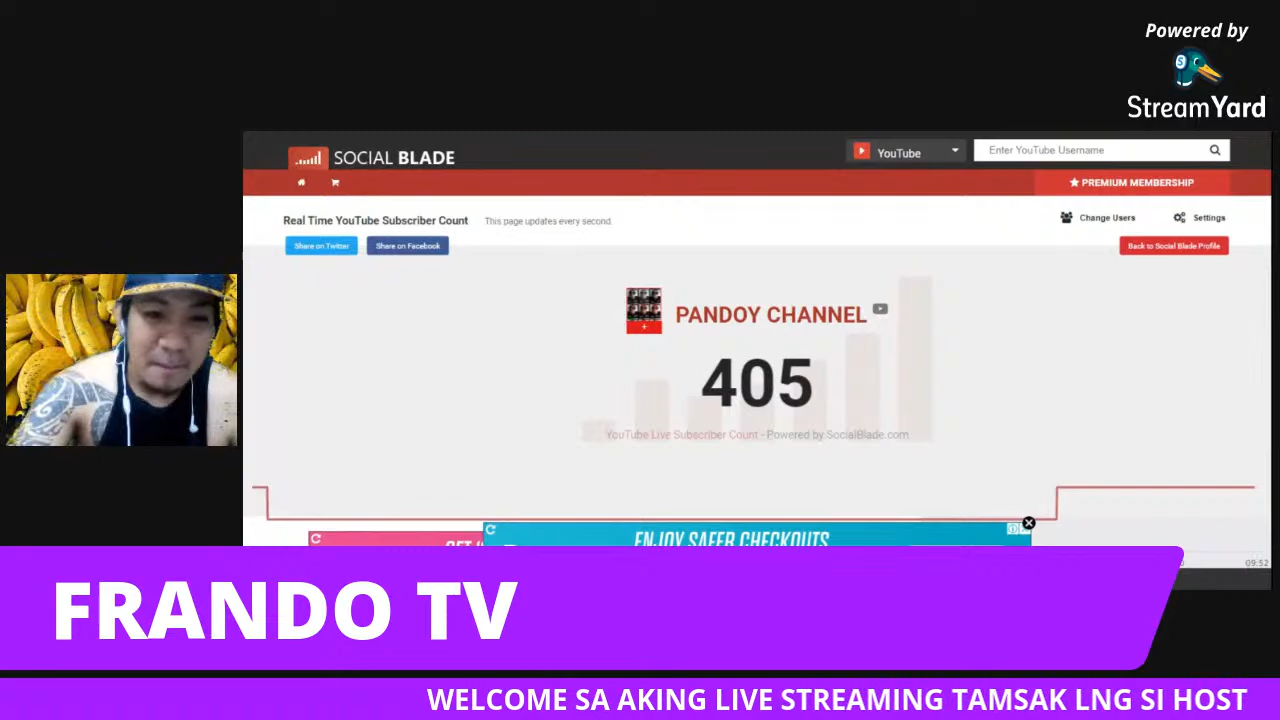 Powered by
StreamYard
SOCIAL BLADE
YouTube
Enter YouTube Username
PREMIUM MEMBERSHIP
Real Time YouTube Subscriber Count
This page updates every second.
Change Users
Settings
Share on Twitter
Share on Facebook
Back to Social Blade Profile
PANDOY CHANNEL
405
YouTube Live Subscriber Count - Powered by SocialBlade.com
ENJOY SAFER CHECKOUTS
09:52
FRANDO TV
WELCOME SA AKING LIVE STREAMING TAMSAK LNG SI HOST